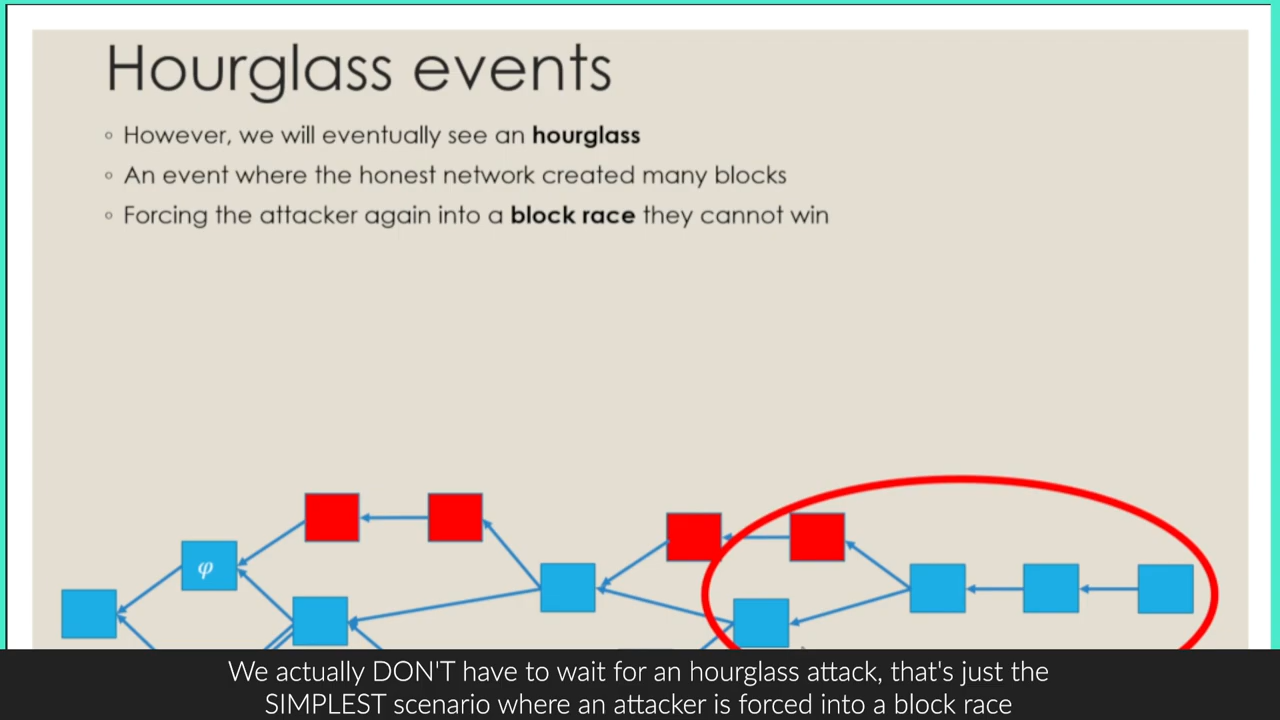 Hourglass events
◦ However, we will eventually see an hourglass
◦ An event where the honest network created many blocks
◦ Forcing the attacker again into a block race they cannot win
φ
We actually DON'T have to wait for an hourglass attack, that's just the
SIMPLEST scenario where an attacker is forced into a block race